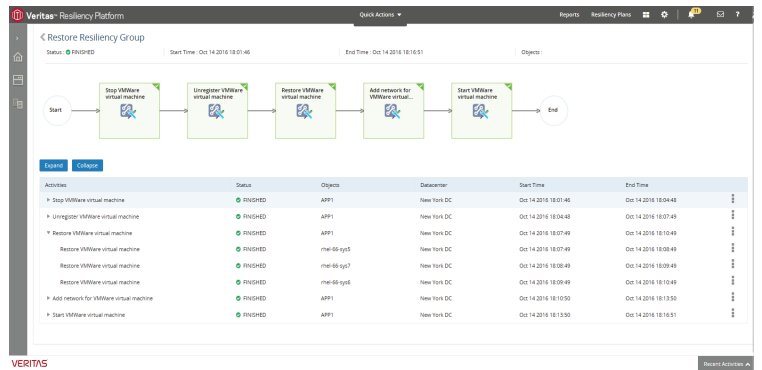 Veritas™ Resiliency Platform
Quick Actions
Reports
Resiliency Plans
11
?
Restore Resiliency Group
Status : FINISHED
Start Time : Oct 14 2016 18:01:46
End Time : Oct 14 2016 18:16:51
Objects :
Start
Stop VMWare
virtual machine
Unregister VMWare
virtual machine
Restore VMWare
virtual machine
Add network for
VMWare virtual...
Start VMWare
virtual machine
End
Expand
Collapse
Activities Status Objects Datacenter Start Time End Time
Stop VMWare virtual machine FINISHED APP1 New York DC Oct 14 2016 18:01:46 Oct 14 2016 18:04:48
Unregister VMWare virtual machine FINISHED APP1 New York DC Oct 14 2016 18:04:48 Oct 14 2016 18:07:49
Restore VMWare virtual machine FINISHED APP1 New York DC Oct 14 2016 18:07:49 Oct 14 2016 18:10:49
Restore VMWare virtual machine FINISHED rhel-66-sys5 New York DC Oct 14 2016 18:07:49 Oct 14 2016 18:08:49
Restore VMWare virtual machine FINISHED rhel-66-sys7 New York DC Oct 14 2016 18:08:49 Oct 14 2016 18:09:49
Restore VMWare virtual machine FINISHED rhel-66-sys6 New York DC Oct 14 2016 18:09:49 Oct 14 2016 18:10:49
Add network for VMWare virtual machine FINISHED APP1 New York DC Oct 14 2016 18:10:50 Oct 14 2016 18:13:50
Start VMWare virtual machine FINISHED APP1 New York DC Oct 14 2016 18:13:50 Oct 14 2016 18:16:51
VERITAS
Recent Activities